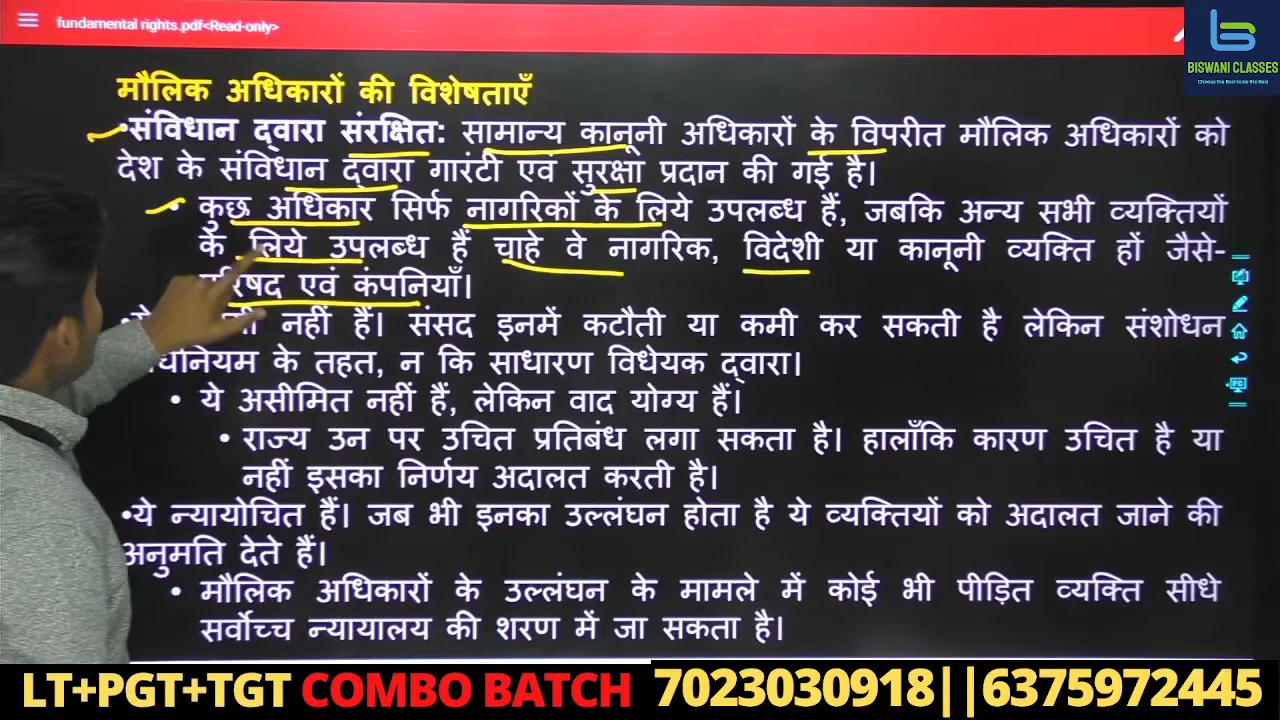 fundamental rights.pdf<Read-only>
BISWANI CLASSES
मौलिक अधिकारों की विशेषताएँ
•संविधान द्वारा संरक्षित: सामान्य कानूनी अधिकारों के विपरीत मौलिक अधिकारों को
देश के संविधान द्वारा गारंटी एवं सुरक्षा प्रदान की गई है।
• कुछ अधिकार सिर्फ नागरिकों के लिये उपलब्ध हैं, जबकि अन्य सभी व्यक्तियों
के लिये उपलब्ध हैं चाहे वे नागरिक, विदेशी या कानूनी व्यक्ति हों जैसे-
एवं कंपनियाँ।
नहीं हैं। संसद इनमें कटौती या कमी कर सकती है लेकिन संशोधन
के तहत, न कि साधारण विधेयक द्वारा।
• ये असीमित नहीं हैं, लेकिन वाद योग्य हैं।
• राज्य उन पर उचित प्रतिबंध लगा सकता है। हालाँकि कारण उचित है या
नहीं इसका निर्णय अदालत करती है।
•ये न्यायोचित हैं। जब भी इनका उल्लंघन होता है ये व्यक्तियों को अदालत जाने की
अनुमति देते हैं।
• मौलिक अधिकारों के उल्लंघन के मामले में कोई भी पीड़ित व्यक्ति सीधे
सर्वोच्च न्यायालय की शरण में जा सकता है।
LT+PGT+TGT COMBO BATCH 7023030918||6375972445